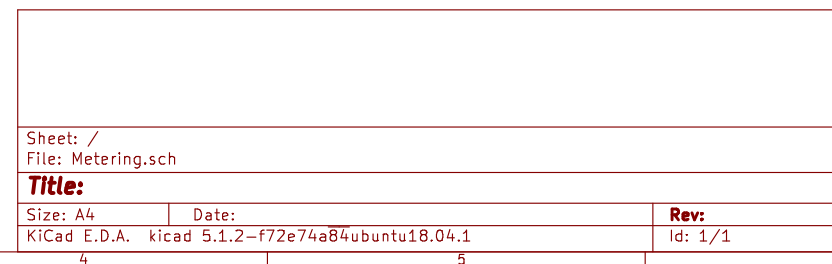 Sheet: /
File: Metering.sch
Title:
Size: A4 Date: Rev:
KiCad E.D.A. kicad 5.1.2-f72e74a84ubuntu18.04.1 Id: 1/1
4 5